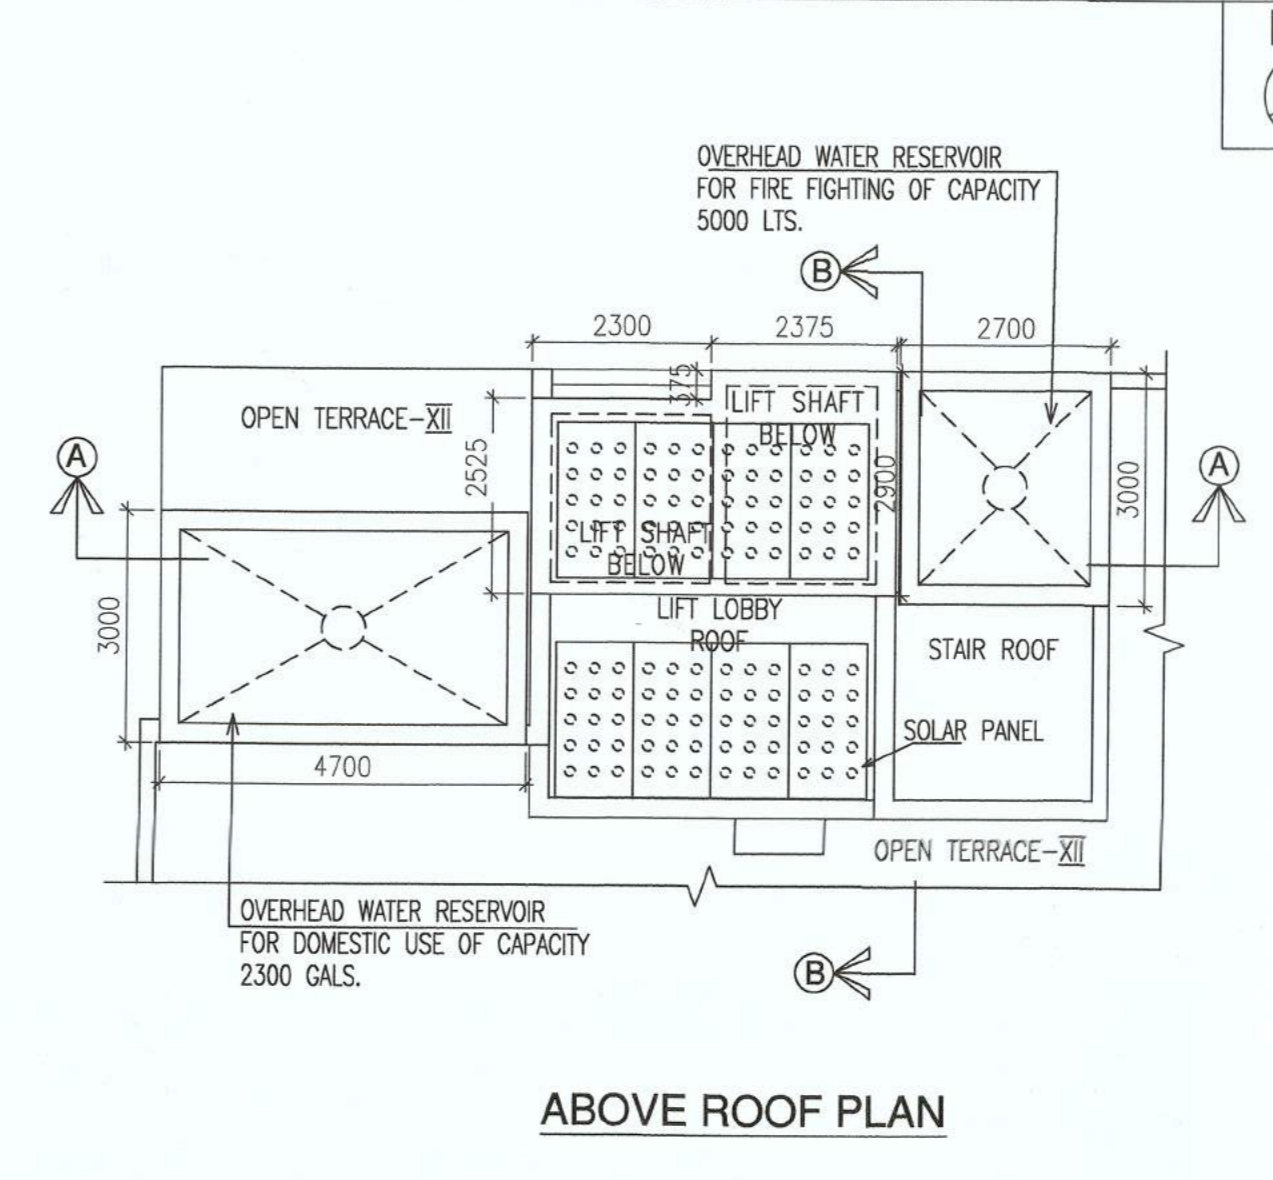 OVERHEAD WATER RESERVOIR
FOR FIRE FIGHTING OF CAPACITY
5000 LTS.
B
2300
2375
2700
375
OPEN TERRACE-XII
LIFT SHAFT
BELOW
A
A
2525
2900
3000
LIFT SHAFT
BELOW
3000
LIFT LOBBY
ROOF
STAIR ROOF
SOLAR PANEL
4700
OPEN TERRACE-XII
OVERHEAD WATER RESERVOIR
FOR DOMESTIC USE OF CAPACITY
2300 GALS.
B
ABOVE ROOF PLAN